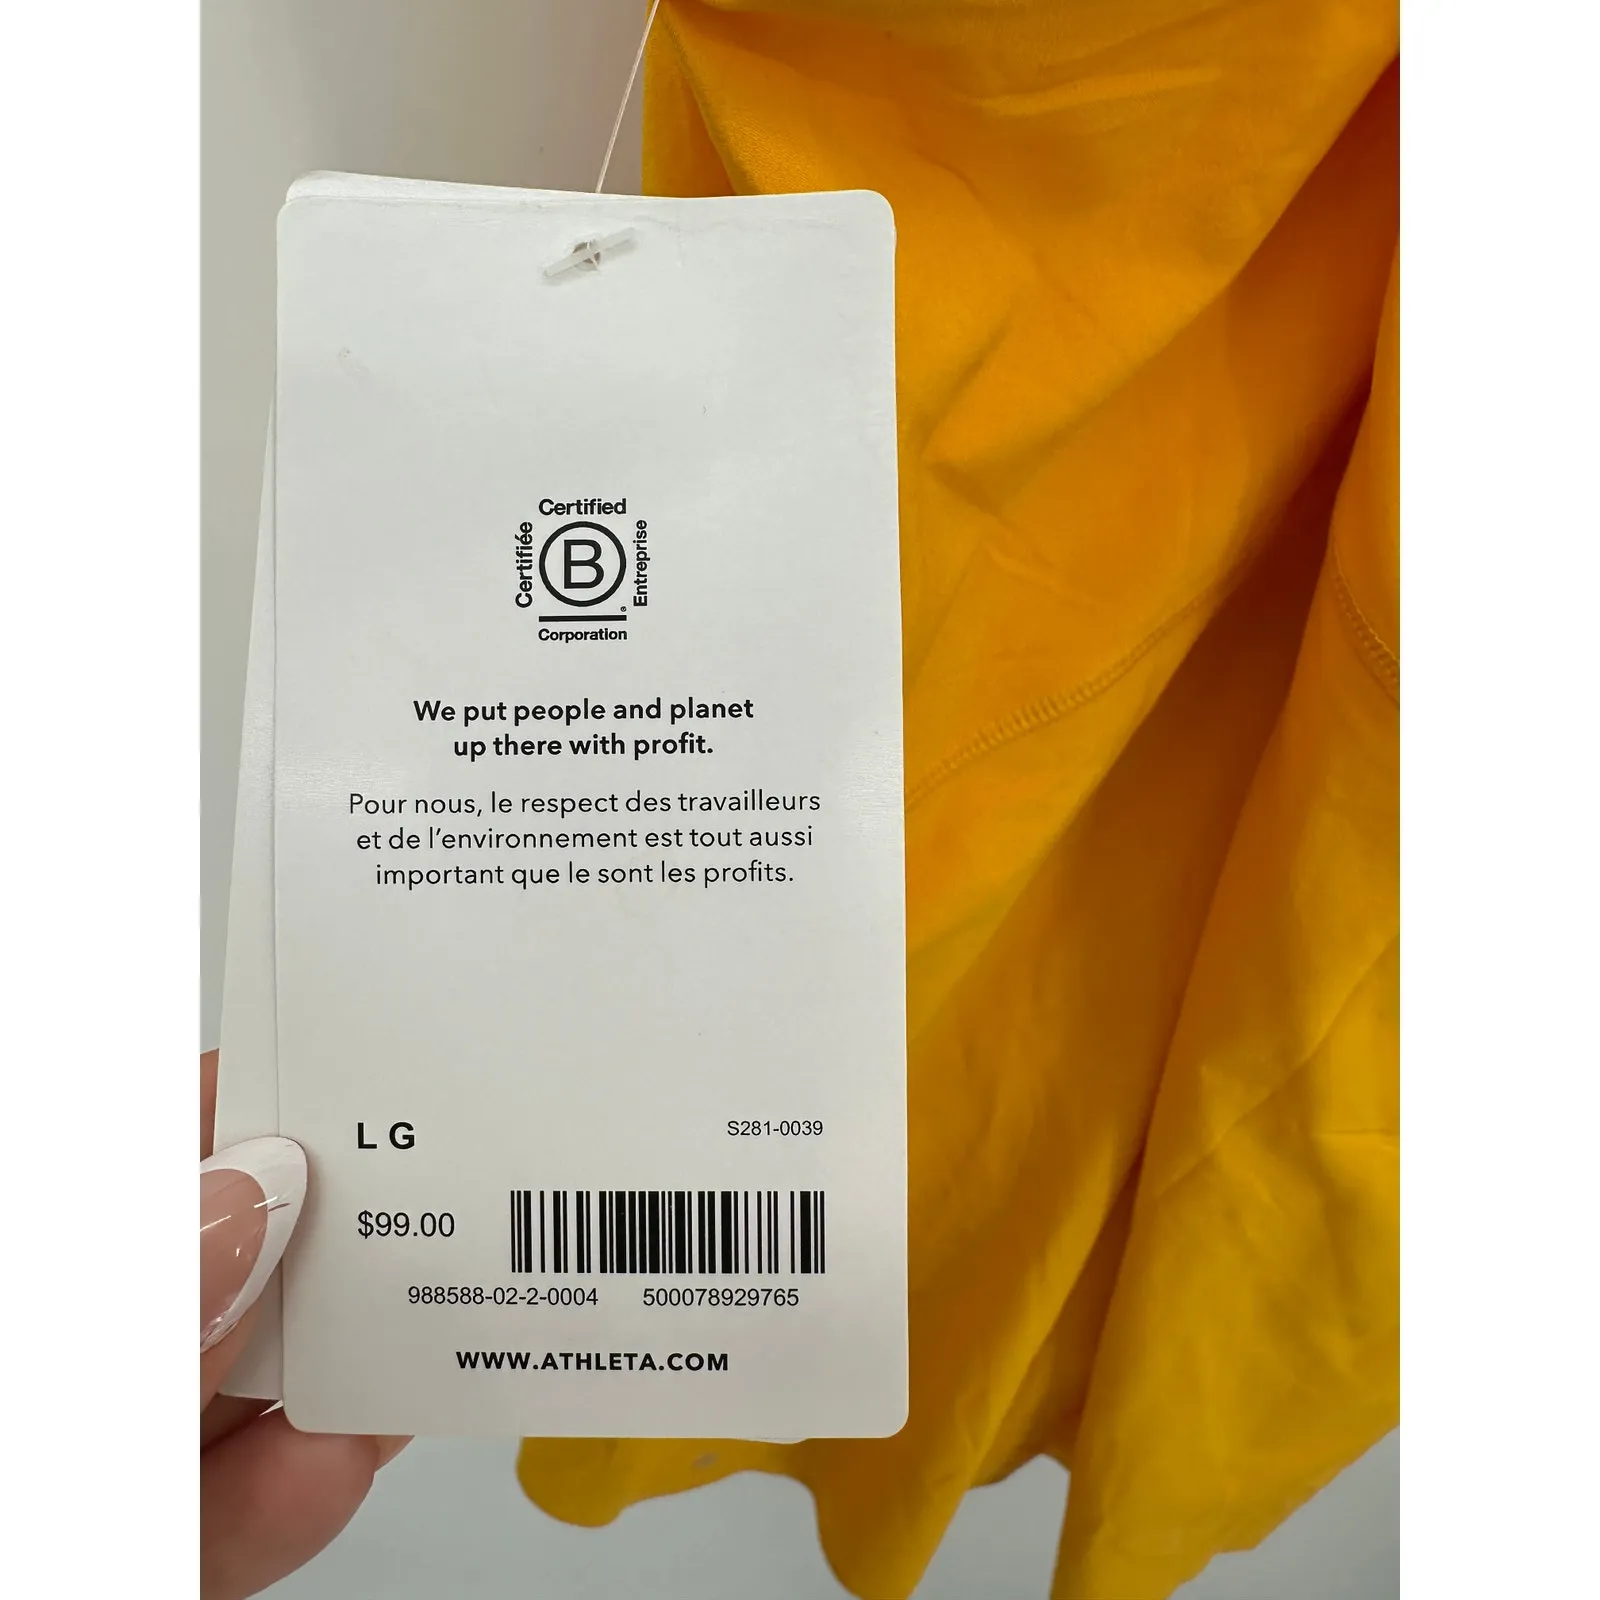 Certified
Certifiée
B
Entreprise
®
Corporation
We put people and planet
up there with profit.
Pour nous, le respect des travailleurs
et de l'environnement est tout aussi
important que le sont les profits.
L G
S281-0039
$99.00
988588-02-2-0004 500078929765
WWW.ATHLETA.COM